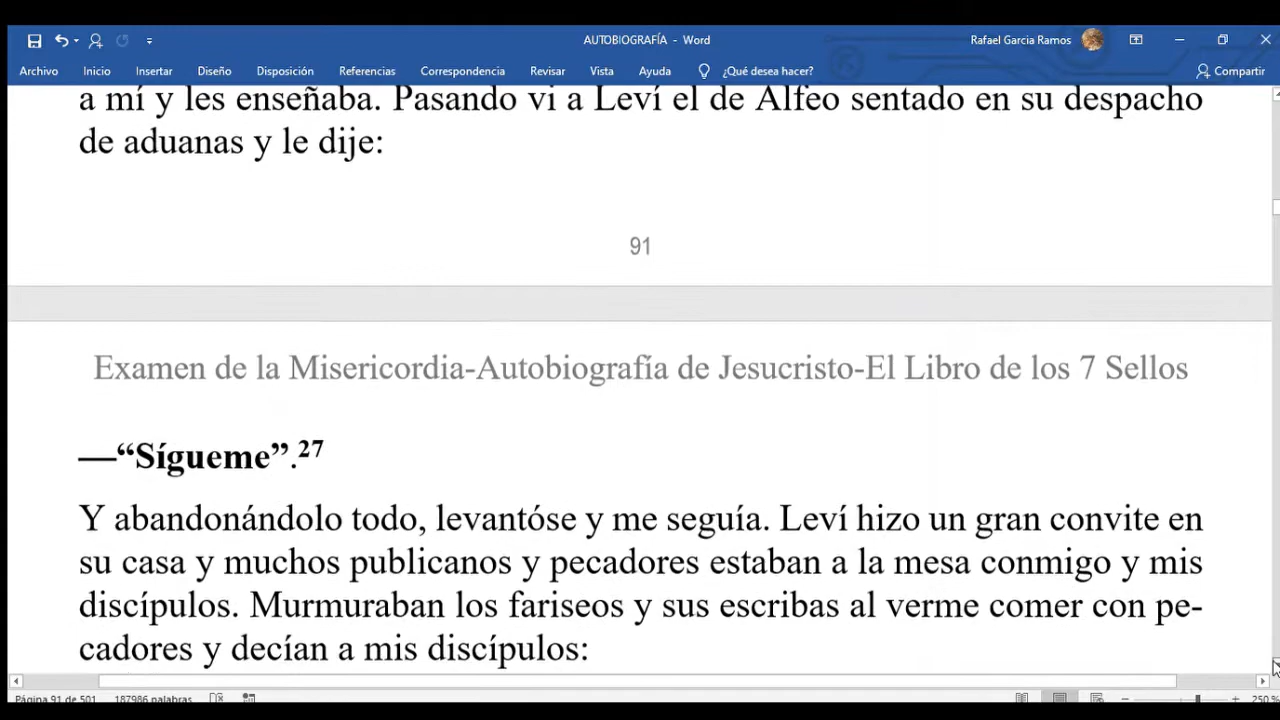 AUTOBIOGRAFÍA - Word
Rafael Garcia Ramos
Archivo Inicio Insertar Diseño Disposición Referencias Correspondencia Revisar Vista Ayuda ¿Qué desea hacer? Compartir
a mí y les enseñaba. Pasando vi a Leví el de Alfeo sentado en su despacho
de aduanas y le dije:
91
Examen de la Misericordia-Autobiografía de Jesucristo-El Libro de los 7 Sellos
—“Sígueme”.27
Y abandonándolo todo, levantóse y me seguía. Leví hizo un gran convite en
su casa y muchos publicanos y pecadores estaban a la mesa conmigo y mis
discípulos. Murmuraban los fariseos y sus escribas al verme comer con pe-
cadores y decían a mis discípulos:
Página 91 de 501 187986 palabras 250 %